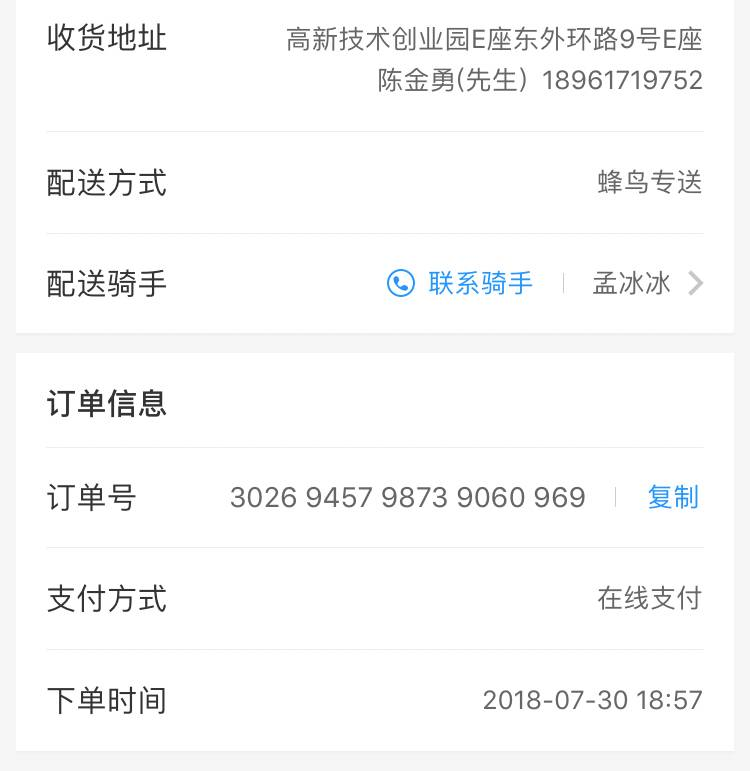 收货地址 高新技术创业园E座东外环路9号E座
陈金勇(先生) 18961719752
配送方式 蜂鸟专送
配送骑手 联系骑手 孟冰冰
订单信息
订单号 3026 9457 9873 9060 969 复制
支付方式 在线支付
下单时间 2018-07-30 18:57